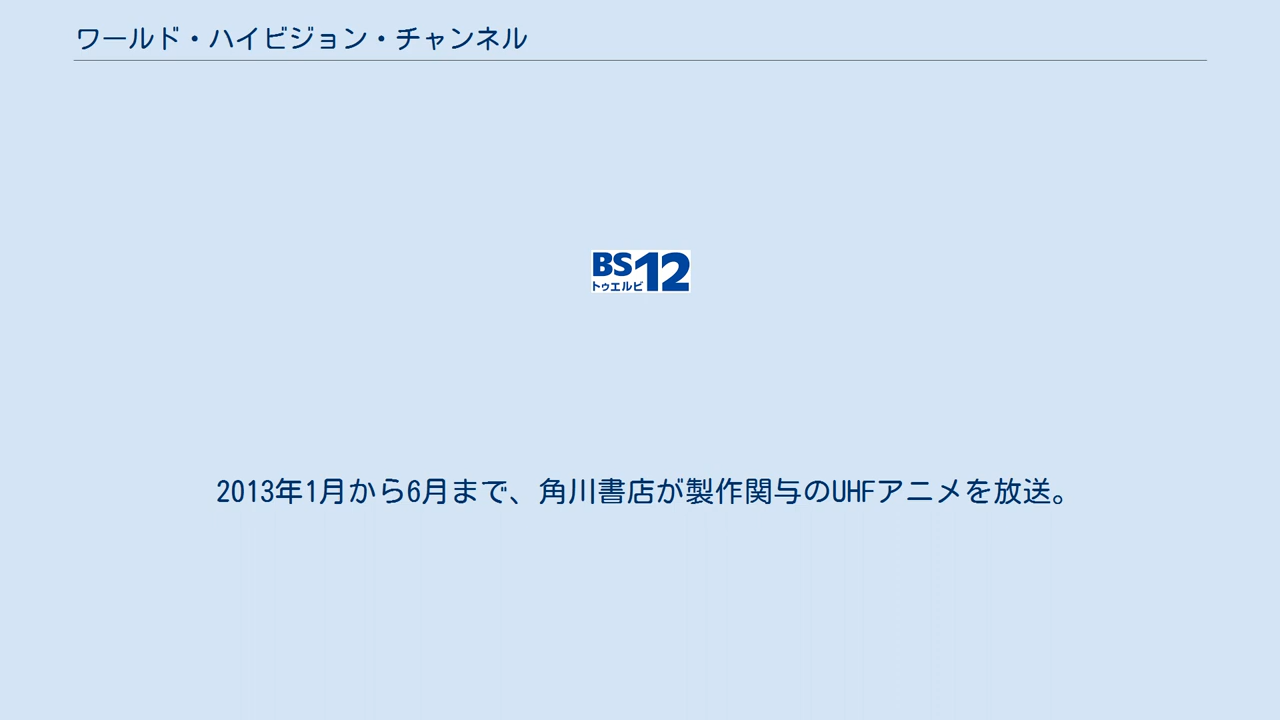 ワールド・ハイビジョン・チャンネル
BS12
トゥエルビ
2013年1月から6月まで、角川書店が製作関与のUHFアニメを放送。